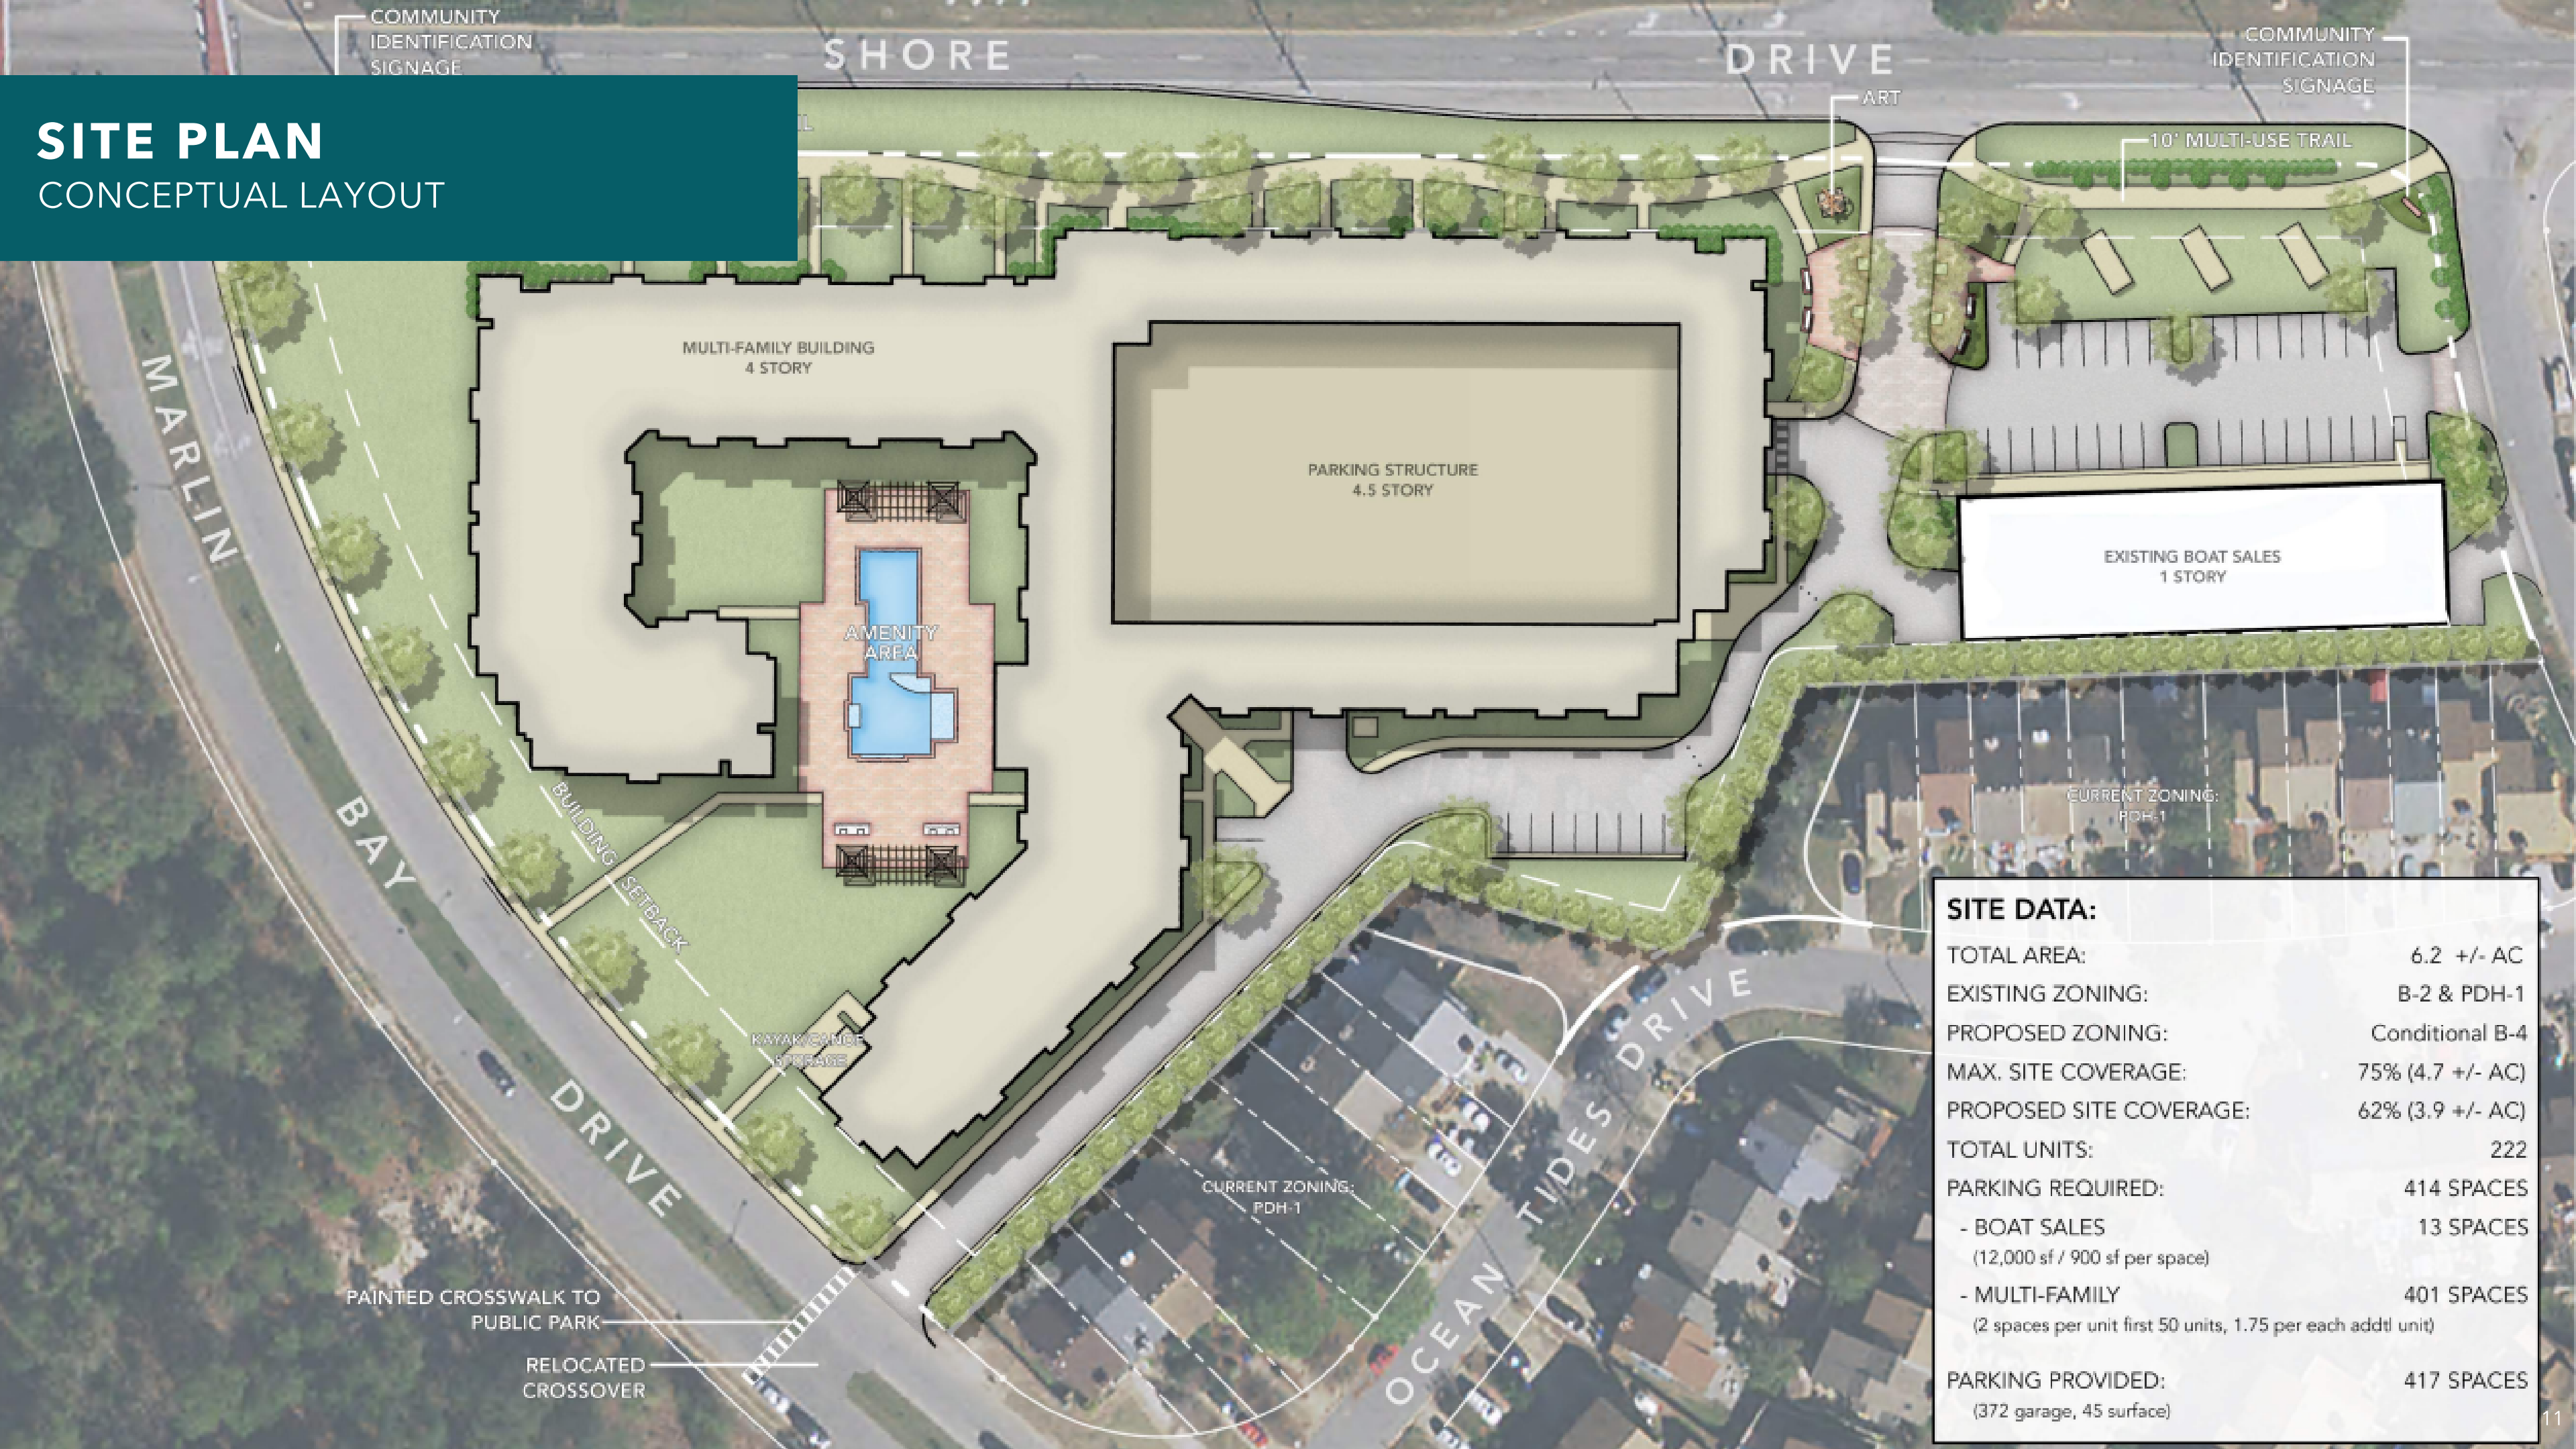 COMMUNITY
IDENTIFICATION
SIGNAGE
SHORE DRIVE
COMMUNITY
IDENTIFICATION
SIGNAGE
SITE PLAN
CONCEPTUAL LAYOUT
ART
10' MULTI-USE TRAIL
MULTI-FAMILY BUILDING
4 STORY
PARKING STRUCTURE
4.5 STORY
EXISTING BOAT SALES
1 STORY
AMENITY
AREA
MARLIN BAY DRIVE
BUILDING SETBACK
KAYAK/CANOE
STORAGE
CURRENT ZONING:
PDH-1
CURRENT ZONING:
PDH-1
OCEAN TIDES DRIVE
PAINTED CROSSWALK TO
PUBLIC PARK
RELOCATED
CROSSOVER
SITE DATA:
TOTAL AREA: 6.2 +/- AC
EXISTING ZONING: B-2 & PDH-1
PROPOSED ZONING: Conditional B-4
MAX. SITE COVERAGE: 75% (4.7 +/- AC)
PROPOSED SITE COVERAGE: 62% (3.9 +/- AC)
TOTAL UNITS: 222
PARKING REQUIRED: 414 SPACES
- BOAT SALES 13 SPACES
(12,000 sf / 900 sf per space)
- MULTI-FAMILY 401 SPACES
(2 spaces per unit first 50 units, 1.75 per each addtl unit)
PARKING PROVIDED: 417 SPACES
(372 garage, 45 surface)
11